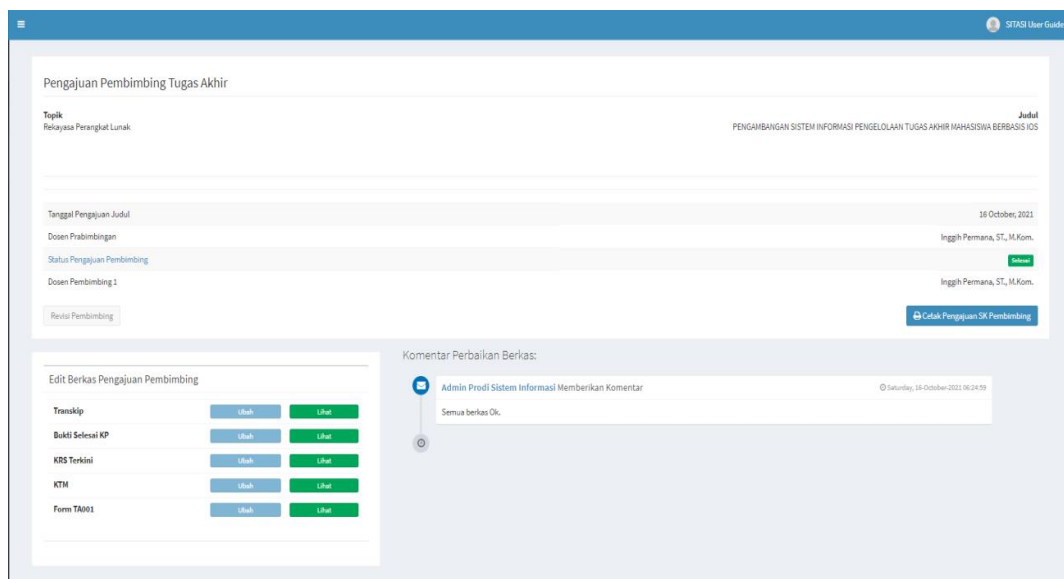 SITASI User Guide
Pengajuan Pembimbing Tugas Akhir
Topik
Rekayasa Perangkat Lunak
Judul
PENGAMBANGAN SISTEM INFORMASI PENGELOLAAN TUGAS AKHIR MAHASISWA BERBASIS IOS
Tanggal Pengajuan Judul 16 October, 2021
Dosen Prabimbingan Inggih Permana, ST., M.Kom.
Status Pengajuan Pembimbing Selesai
Dosen Pembimbing 1 Inggih Permana, ST., M.Kom.
Revisi Pembimbing Cetak Pengajuan SK Pembimbing
Edit Berkas Pengajuan Pembimbing
Transkip Ubah Lihat
Bukti Selesai KP Ubah Lihat
KRS Terkini Ubah Lihat
KTM Ubah Lihat
Form TA001 Ubah Lihat
Komentar Perbaikan Berkas:
Admin Prodi Sistem Informasi Memberikan Komentar Saturday, 16-October-2021 06:24:59
Semua berkas Ok.